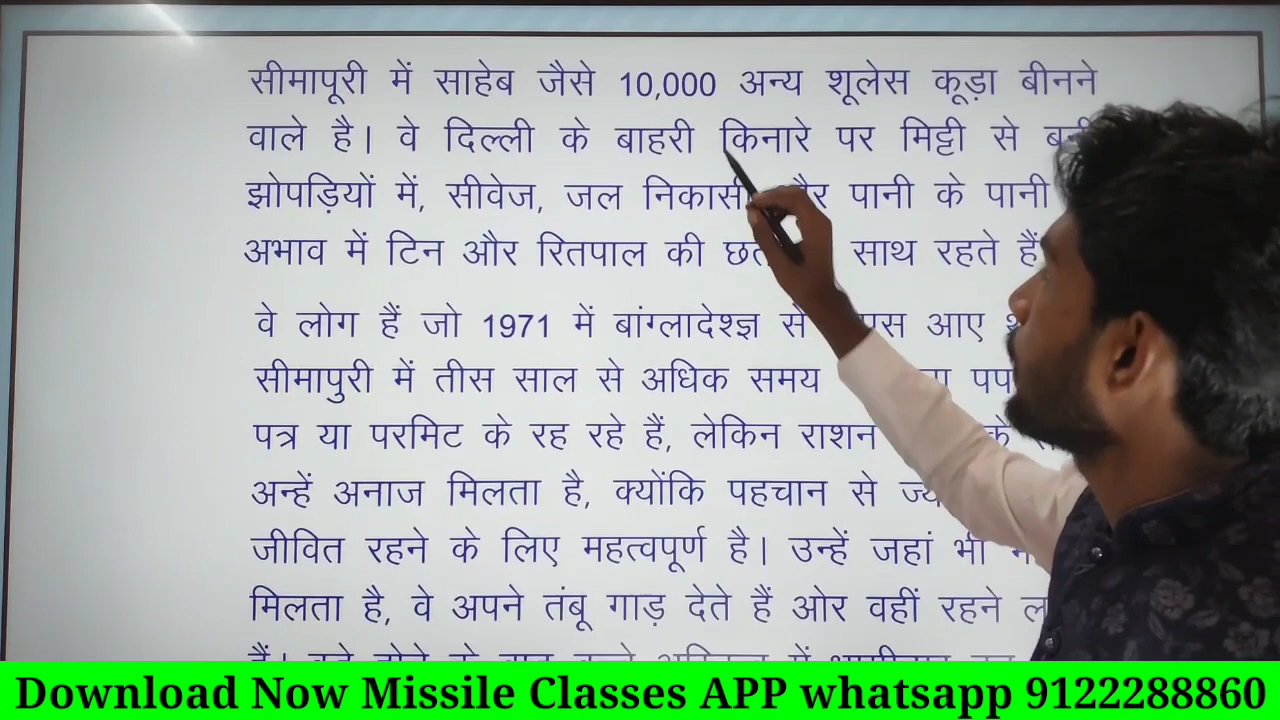 सीमापूरी में साहेब जैसे 10,000 अन्य शूलेस कूड़ा बीनने
वाले है। वे दिल्ली के बाहरी किनारे पर मिट्टी से
झोपड़ियों में, सीवेज, जल निकासी पानी के पानी
अभाव में टिन और रितपाल की साथ रहते हैं
वे लोग हैं जो 1971 में बांग्लादेश्ज्ञ से आए
सीमापुरी में तीस साल से अधिक समय
पत्र या परमिट के रह रहे हैं, लेकिन राशन के
अन्हें अनाज मिलता है, क्योंकि पहचान से
जीवित रहने के लिए महत्वपूर्ण है। उन्हें जहां भी
मिलता है, वे अपने तंबू गाड़ देते हैं ओर वहीं रहने
Download Now Missile Classes APP whatsapp 9122288860